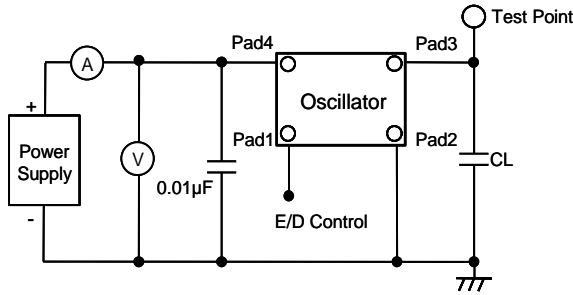 Test Point
Pad4
Pad3
A
+
Oscillator
Power
Supply
V
Pad1
Pad2
0.01µF
CL
-
E/D Control